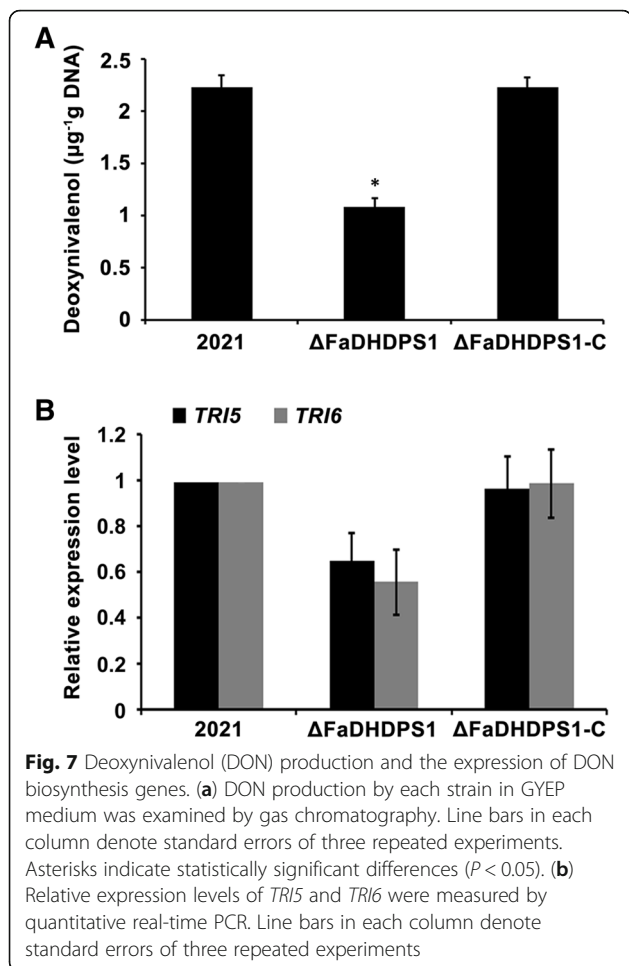 A
Deoxynivalenol (µg⁻¹g DNA)
2.5
2
1.5
1
0.5
0
*
2021 ΔFaDHDPS1 ΔFaDHDPS1-C
B
TRI5 TRI6
Relative expression level
1.2
1
0.8
0.6
0.4
0.2
0
2021 ΔFaDHDPS1 ΔFaDHDPS1-C
Fig. 7 Deoxynivalenol (DON) production and the expression of DON
biosynthesis genes. (a) DON production by each strain in GYEP
medium was examined by gas chromatography. Line bars in each
column denote standard errors of three repeated experiments.
Asterisks indicate statistically significant differences (P < 0.05). (b)
Relative expression levels of TRI5 and TRI6 were measured by
quantitative real-time PCR. Line bars in each column denote
standard errors of three repeated experiments